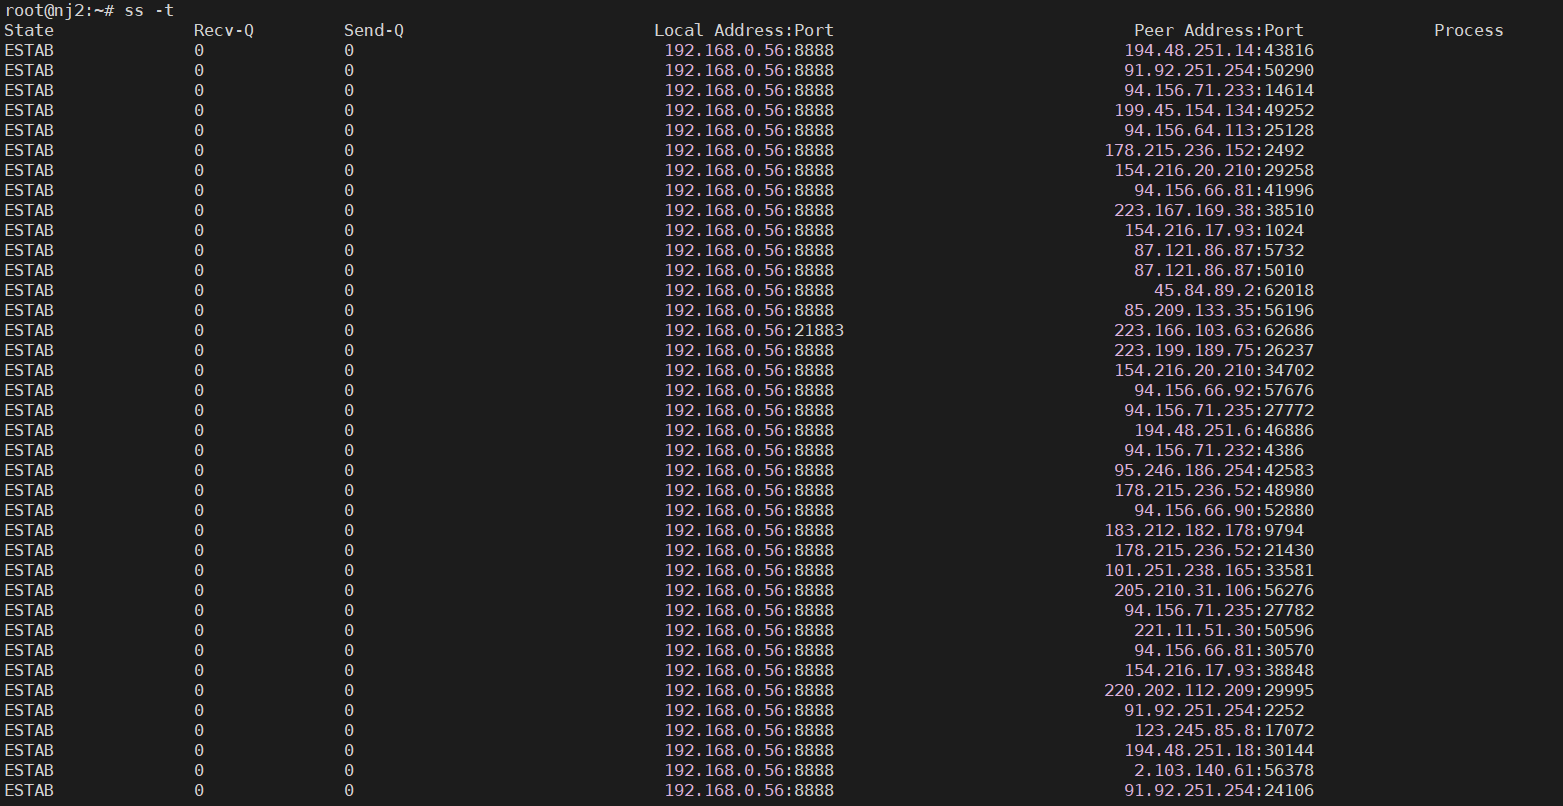 root@nj2:~# ss -t
State Recv-Q Send-Q Local Address:Port Peer Address:Port Process
ESTAB 0 0 192.168.0.56:8888 194.48.251.14:43816
ESTAB 0 0 192.168.0.56:8888 91.92.251.254:50290
ESTAB 0 0 192.168.0.56:8888 94.156.71.233:14614
ESTAB 0 0 192.168.0.56:8888 199.45.154.134:49252
ESTAB 0 0 192.168.0.56:8888 94.156.64.113:25128
ESTAB 0 0 192.168.0.56:8888 178.215.236.152:2492
ESTAB 0 0 192.168.0.56:8888 154.216.20.210:29258
ESTAB 0 0 192.168.0.56:8888 94.156.66.81:41996
ESTAB 0 0 192.168.0.56:8888 223.167.169.38:38510
ESTAB 0 0 192.168.0.56:8888 154.216.17.93:1024
ESTAB 0 0 192.168.0.56:8888 87.121.86.87:5732
ESTAB 0 0 192.168.0.56:8888 87.121.86.87:5010
ESTAB 0 0 192.168.0.56:8888 45.84.89.2:62018
ESTAB 0 0 192.168.0.56:8888 85.209.133.35:56196
ESTAB 0 0 192.168.0.56:21883 223.166.103.63:62686
ESTAB 0 0 192.168.0.56:8888 223.199.189.75:26237
ESTAB 0 0 192.168.0.56:8888 154.216.20.210:34702
ESTAB 0 0 192.168.0.56:8888 94.156.66.92:57676
ESTAB 0 0 192.168.0.56:8888 94.156.71.235:27772
ESTAB 0 0 192.168.0.56:8888 194.48.251.6:46886
ESTAB 0 0 192.168.0.56:8888 94.156.71.232:4386
ESTAB 0 0 192.168.0.56:8888 95.246.186.254:42583
ESTAB 0 0 192.168.0.56:8888 178.215.236.52:48980
ESTAB 0 0 192.168.0.56:8888 94.156.66.90:52880
ESTAB 0 0 192.168.0.56:8888 183.212.182.178:9794
ESTAB 0 0 192.168.0.56:8888 178.215.236.52:21430
ESTAB 0 0 192.168.0.56:8888 101.251.238.165:33581
ESTAB 0 0 192.168.0.56:8888 205.210.31.106:56276
ESTAB 0 0 192.168.0.56:8888 94.156.71.235:27782
ESTAB 0 0 192.168.0.56:8888 221.11.51.30:50596
ESTAB 0 0 192.168.0.56:8888 94.156.66.81:30570
ESTAB 0 0 192.168.0.56:8888 154.216.17.93:38848
ESTAB 0 0 192.168.0.56:8888 220.202.112.209:29995
ESTAB 0 0 192.168.0.56:8888 91.92.251.254:2252
ESTAB 0 0 192.168.0.56:8888 123.245.85.8:17072
ESTAB 0 0 192.168.0.56:8888 194.48.251.18:30144
ESTAB 0 0 192.168.0.56:8888 2.103.140.61:56378
ESTAB 0 0 192.168.0.56:8888 91.92.251.254:24106